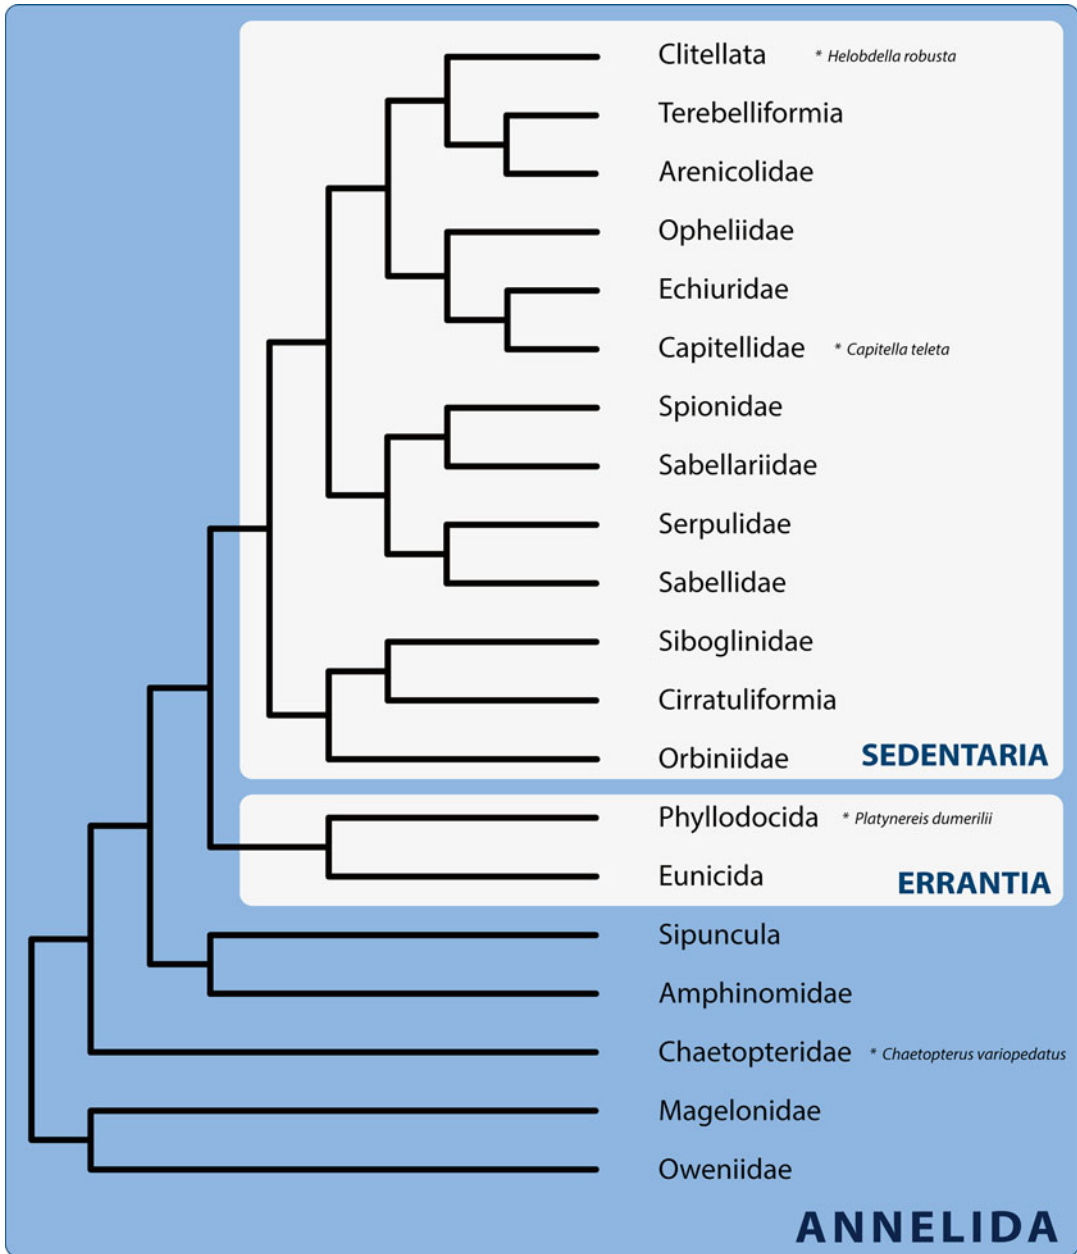 Clitellata * Helobdella robusta
Terebelliformia
Arenicolidae
Opheliidae
Echiuridae
Capitellidae * Capitella teleta
Spionidae
Sabellariidae
Serpulidae
Sabellidae
Siboglinidae
Cirratuliformia
Orbiniidae
SEDENTARIA
Phyllodocida * Platynereis dumerilii
Eunicida
ERRANTIA
Sipuncula
Amphinomidae
Chaetopteridae * Chaetopterus variopedatus
Magelonidae
Oweniidae
ANNELIDA